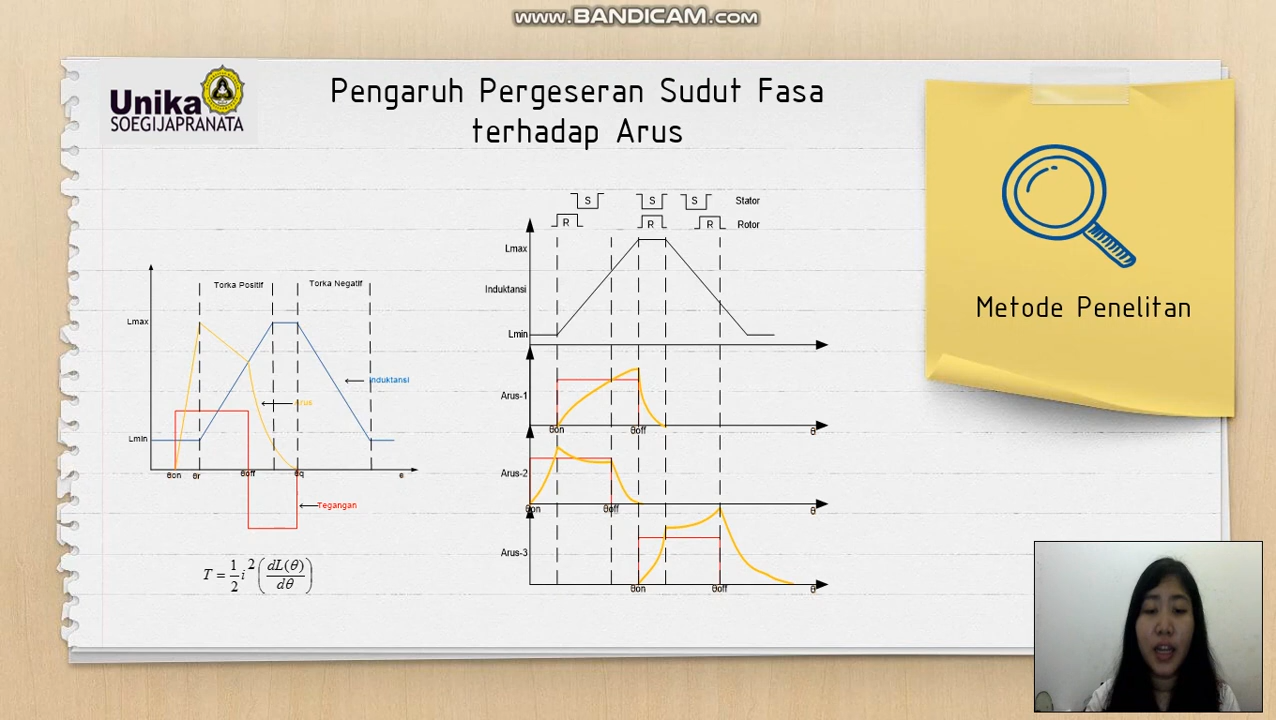 www.BANDICAM.com
Unika
SOEGIJAPRANATA
Pengaruh Pergeseran Sudut Fasa
terhadap Arus
Metode Penelitan
Torka Positif
Torka Negatif
Lmax
Induktansi
Arus
Lmin
θon
θr
θoff
θq
θ
Tegangan
T = 1/2 i^2 (dL(θ)/dθ)
S
S
S
Stator
R
R
R
Rotor
Lmax
Induktansi
Lmin
Arus-1
θon
θoff
θ
Arus-2
θon
θoff
θ
Arus-3
θon
θoff
θ